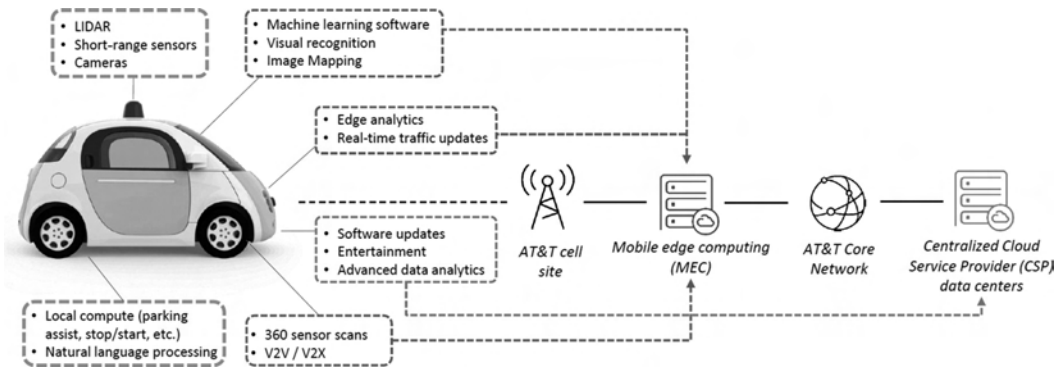 • LIDAR
• Short-range sensors
• Cameras
• Machine learning software
• Visual recognition
• Image Mapping
• Edge analytics
• Real-time traffic updates
• Software updates
• Entertainment
• Advanced data analytics
• Local compute (parking
assist, stop/start, etc.)
• Natural language processing
• 360 sensor scans
• V2V / V2X
AT&T cell
site
Mobile edge computing
(MEC)
AT&T Core
Network
Centralized Cloud
Service Provider (CSP)
data centers